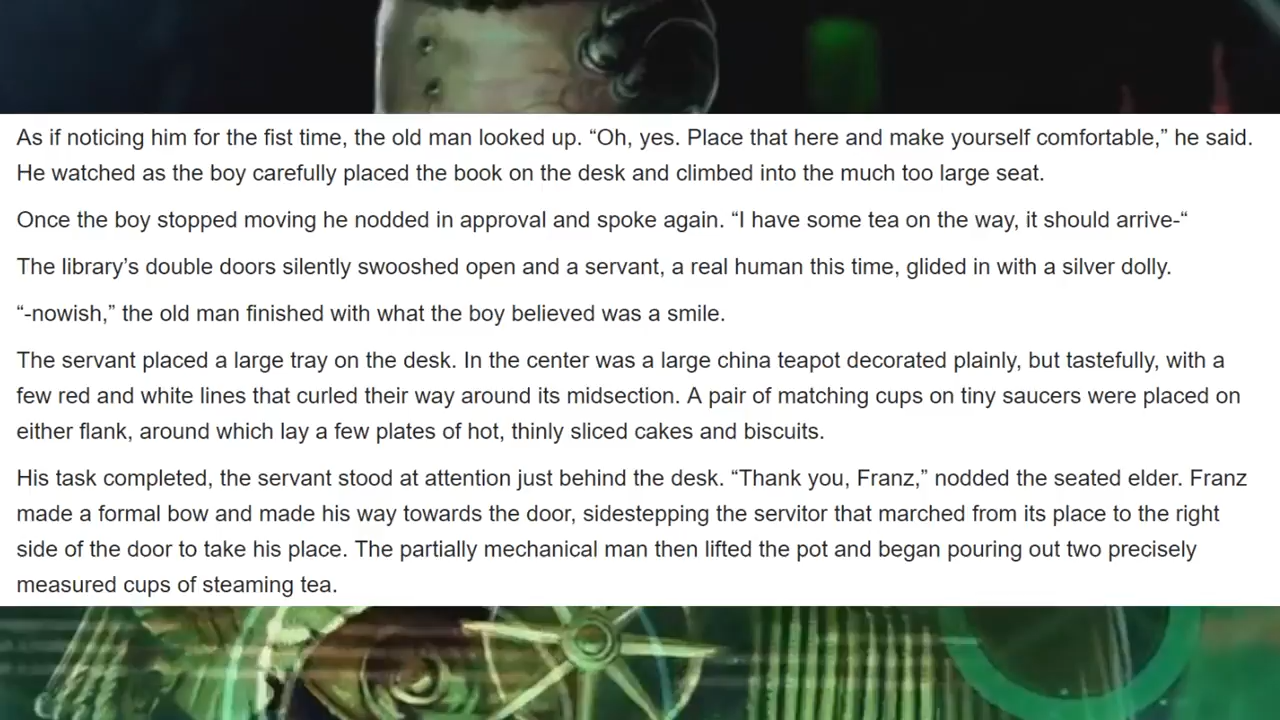 As if noticing him for the fist time, the old man looked up. “Oh, yes. Place that here and make yourself comfortable,” he said.
He watched as the boy carefully placed the book on the desk and climbed into the much too large seat.
Once the boy stopped moving he nodded in approval and spoke again. “I have some tea on the way, it should arrive-“
The library’s double doors silently swooshed open and a servant, a real human this time, glided in with a silver dolly.
“-nowish,” the old man finished with what the boy believed was a smile.
The servant placed a large tray on the desk. In the center was a large china teapot decorated plainly, but tastefully, with a
few red and white lines that curled their way around its midsection. A pair of matching cups on tiny saucers were placed on
either flank, around which lay a few plates of hot, thinly sliced cakes and biscuits.
His task completed, the servant stood at attention just behind the desk. “Thank you, Franz,” nodded the seated elder. Franz
made a formal bow and made his way towards the door, sidestepping the servitor that marched from its place to the right
side of the door to take his place. The partially mechanical man then lifted the pot and began pouring out two precisely
measured cups of steaming tea.